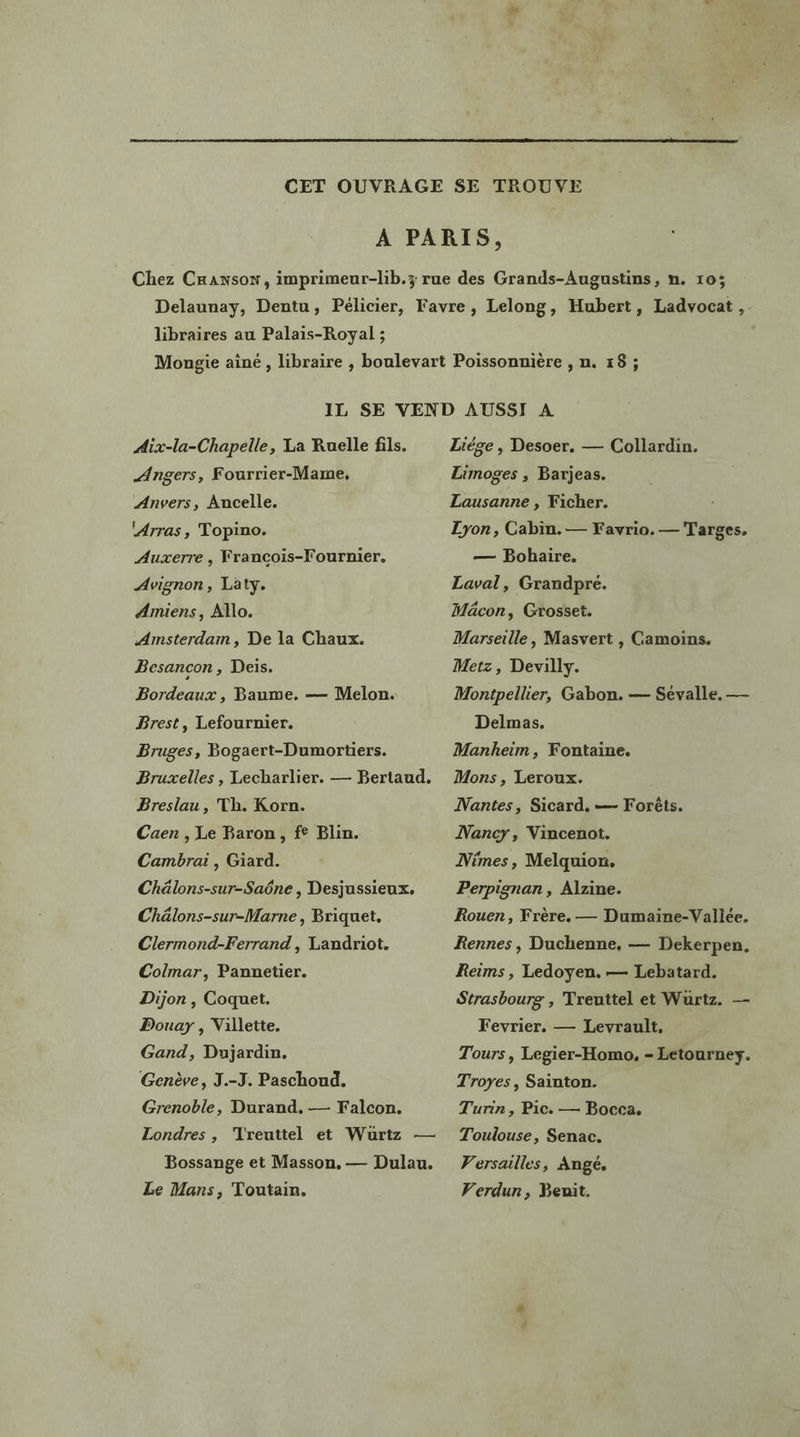 CET OUVRAGE SE TROUVE
A PARIS,
Chez CHANSON, imprimeur-lib., rue des Grands-Augustins, n. 10;
Delaunay, Dentu, Pélicier, Favre, Lelong, Hubert, Ladvocat,
libraires au Palais-Royal;
Mongie aîné, libraire, boulevart Poissonnière, n. 18;
IL SE VEND AUSSI A
Aix-la-Chapelle, La Ruelle fils.
Angers, Fourrier-Mame.
Anvers, Ancelle.
Arras, Topino.
Auxerre, François-Fournier.
Avignon, Laty.
Amiens, Allo.
Amsterdam, De la Chaux.
Besançon, Deis.
Bordeaux, Baume. — Melon.
Brest, Lefournier.
Bruges, Bogaert-Dumortiers.
Bruxelles, Lecharlier. — Bertaud.
Breslau, Th. Korn.
Caen, Le Baron, fe Blin.
Cambrai, Giard.
Châlons-sur-Saône, Desjussieux.
Châlons-sur-Marne, Briquet.
Clermond-Ferrand, Landriot.
Colmar, Pannetier.
Dijon, Coquet.
Douay, Villette.
Gand, Dujardin.
Genève, J.-J. Paschoud.
Grenoble, Durand. — Falcon.
Londres, Treuttel et Würtz —
Bossange et Masson. — Dulau.
Le Mans, Toutain.
Liége, Desoer. — Collardin.
Limoges, Barjeas.
Lausanne, Ficher.
Lyon, Cabin. — Favrio. — Targes.
— Bohaire.
Laval, Grandpré.
Mâcon, Grosset.
Marseille, Masvert, Camoins.
Metz, Devilly.
Montpellier, Gabon. — Sévalle. —
Delmas.
Manheim, Fontaine.
Mons, Leroux.
Nantes, Sicard. — Forêts.
Nancy, Vincenot.
Nîmes, Melquion.
Perpignan, Alzine.
Rouen, Frère. — Dumaine-Vallée.
Rennes, Duchenne, — Dekerpen.
Reims, Ledoyen. — Lebatard.
Strasbourg, Treuttel et Würtz. —
Fevrier. — Levrault.
Tours, Legier-Homo. - Letourney.
Troyes, Sainton.
Turin, Pic. — Bocca.
Toulouse, Senac.
Versailles, Angé.
Verdun, Benit.